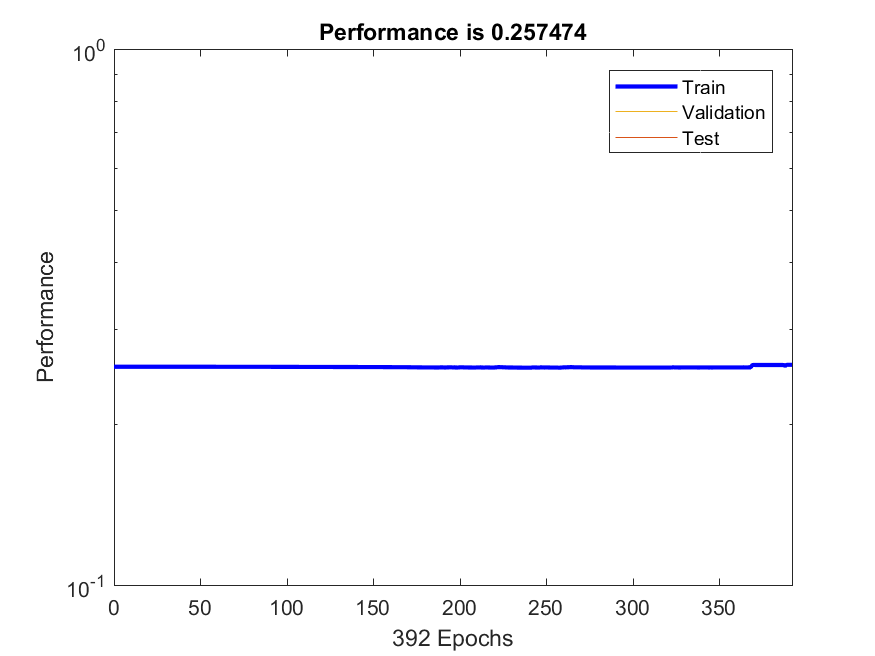 Performance is 0.257474
10^0
Train
Validation
Test
Performance
10^-1
0 50 100 150 200 250 300 350
392 Epochs